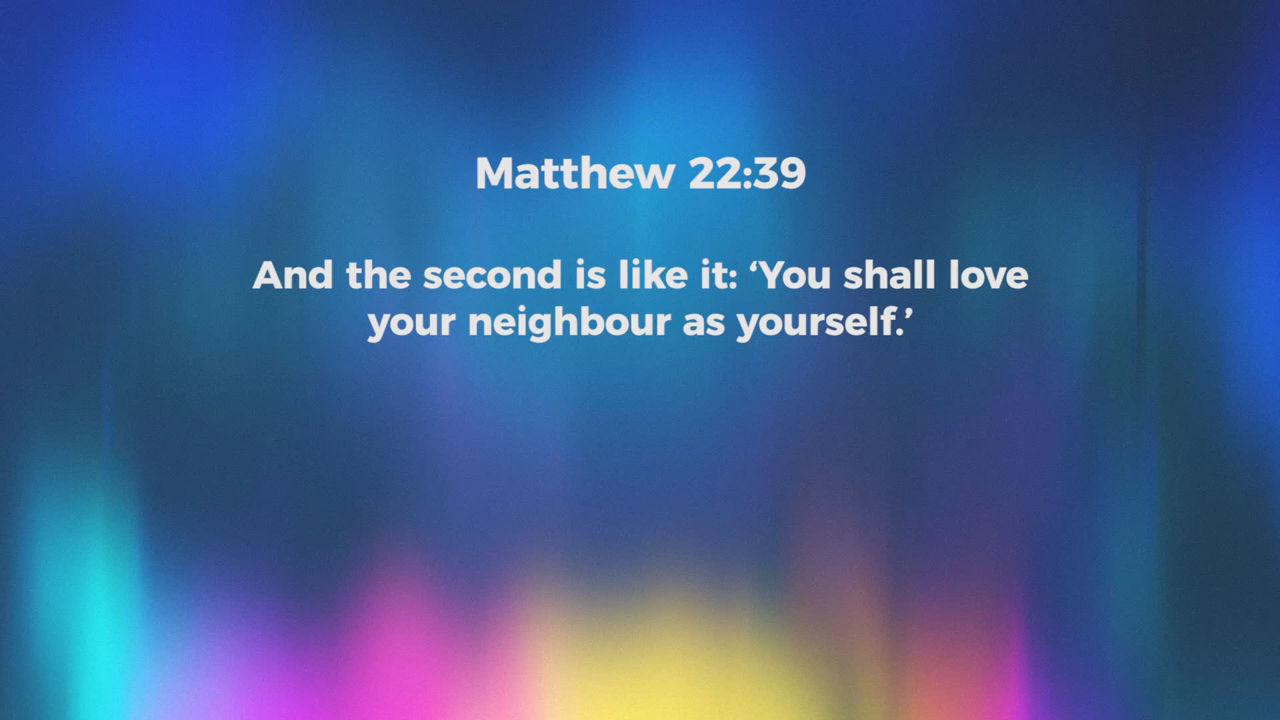 Matthew 22:39
And the second is like it: ‘You shall love
your neighbour as yourself.’